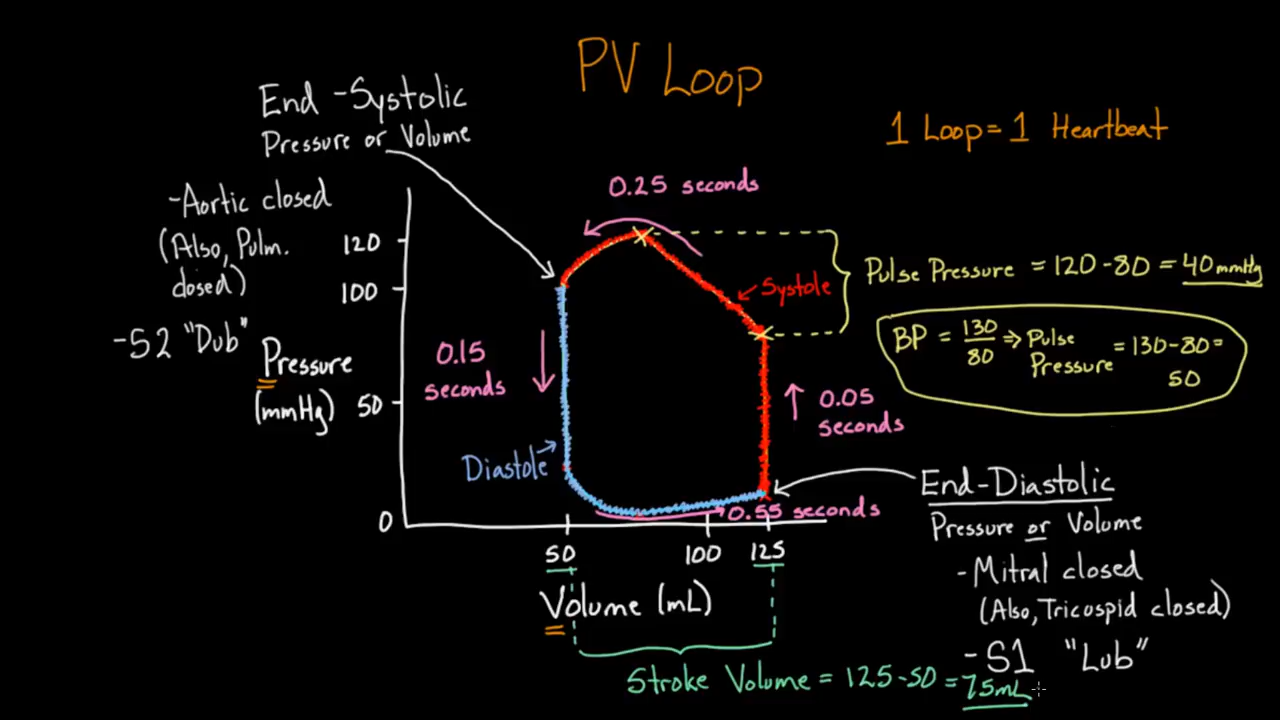 PV Loop
End-Systolic
Pressure or Volume
1 Loop = 1 Heartbeat
-Aortic closed
(Also, Pulm.
closed)
-S2 "Dub"
0.25 seconds
120
100
50
0
Pressure
(mmHg)
0.15
seconds
Diastole
Systole
Pulse Pressure = 120-80 = 40mmHg
BP = 130/80 ⇒ Pulse Pressure = 130-80=
50
0.05
seconds
0.55 seconds
End-Diastolic
Pressure or Volume
-Mitral closed
(Also, Tricuspid closed)
-S1 "Lub"
50 100 125
Volume (mL)
Stroke Volume = 125-50 = 75mL